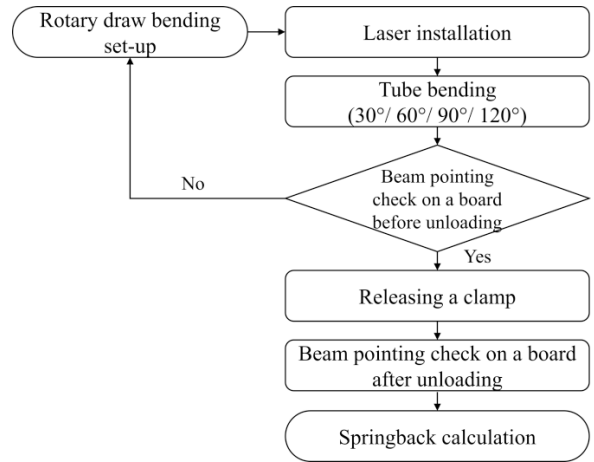 Rotary draw bending
set-up
Laser installation
Tube bending
(30°/ 60°/ 90°/ 120°)
Beam pointing
check on a board
before unloading
No
Yes
Releasing a clamp
Beam pointing check on a board
after unloading
Springback calculation